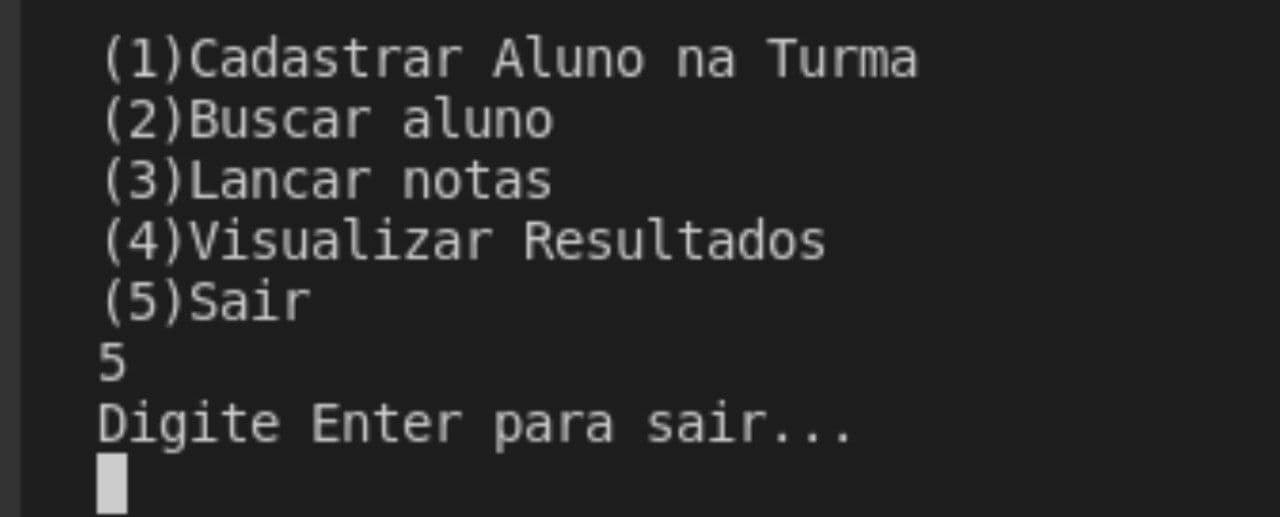 (1)Cadastrar Aluno na Turma
(2)Buscar aluno
(3)Lancar notas
(4)Visualizar Resultados
(5)Sair
5
Digite Enter para sair...